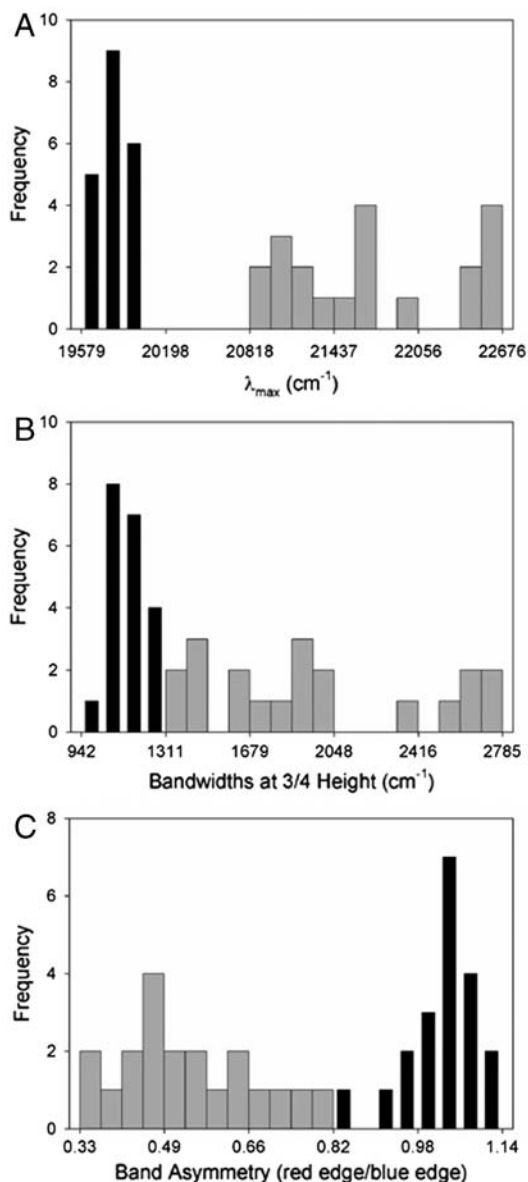 A
10
8
6
4
2
0
Frequency
19579 20198 20818 21437 22056 22676
λmax (cm-1)
B
10
8
6
4
2
0
Frequency
942 1311 1679 2048 2416 2785
Bandwidths at 3/4 Height (cm-1)
C
8
6
4
2
0
Frequency
0.33 0.49 0.66 0.82 0.98 1.14
Band Asymmetry (red edge/blue edge)